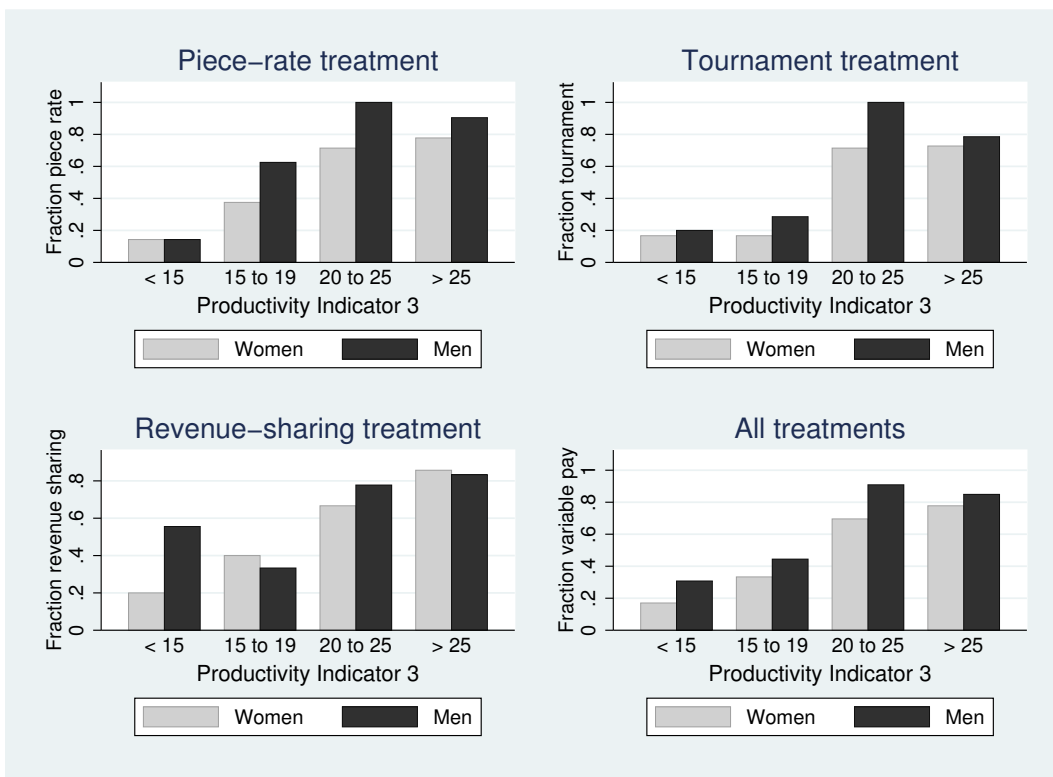 Piece−rate treatment
Fraction piece rate
0 .2 .4 .6 .8 1
< 15 15 to 19 20 to 25 > 25
Productivity Indicator 3
Women Men
Tournament treatment
Fraction tournament
0 .2 .4 .6 .8 1
< 15 15 to 19 20 to 25 > 25
Productivity Indicator 3
Women Men
Revenue−sharing treatment
Fraction revenue sharing
0 .2 .4 .6 .8
< 15 15 to 19 20 to 25 > 25
Productivity Indicator 3
Women Men
All treatments
Fraction variable pay
0 .2 .4 .6 .8 1
< 15 15 to 19 20 to 25 > 25
Productivity Indicator 3
Women Men